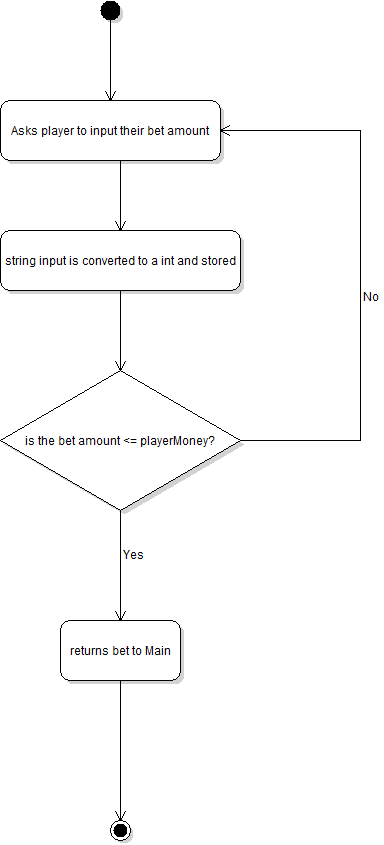 Asks player to input their bet amount
string input is converted to a int and stored
No
is the bet amount <= playerMoney?
Yes
returns bet to Main